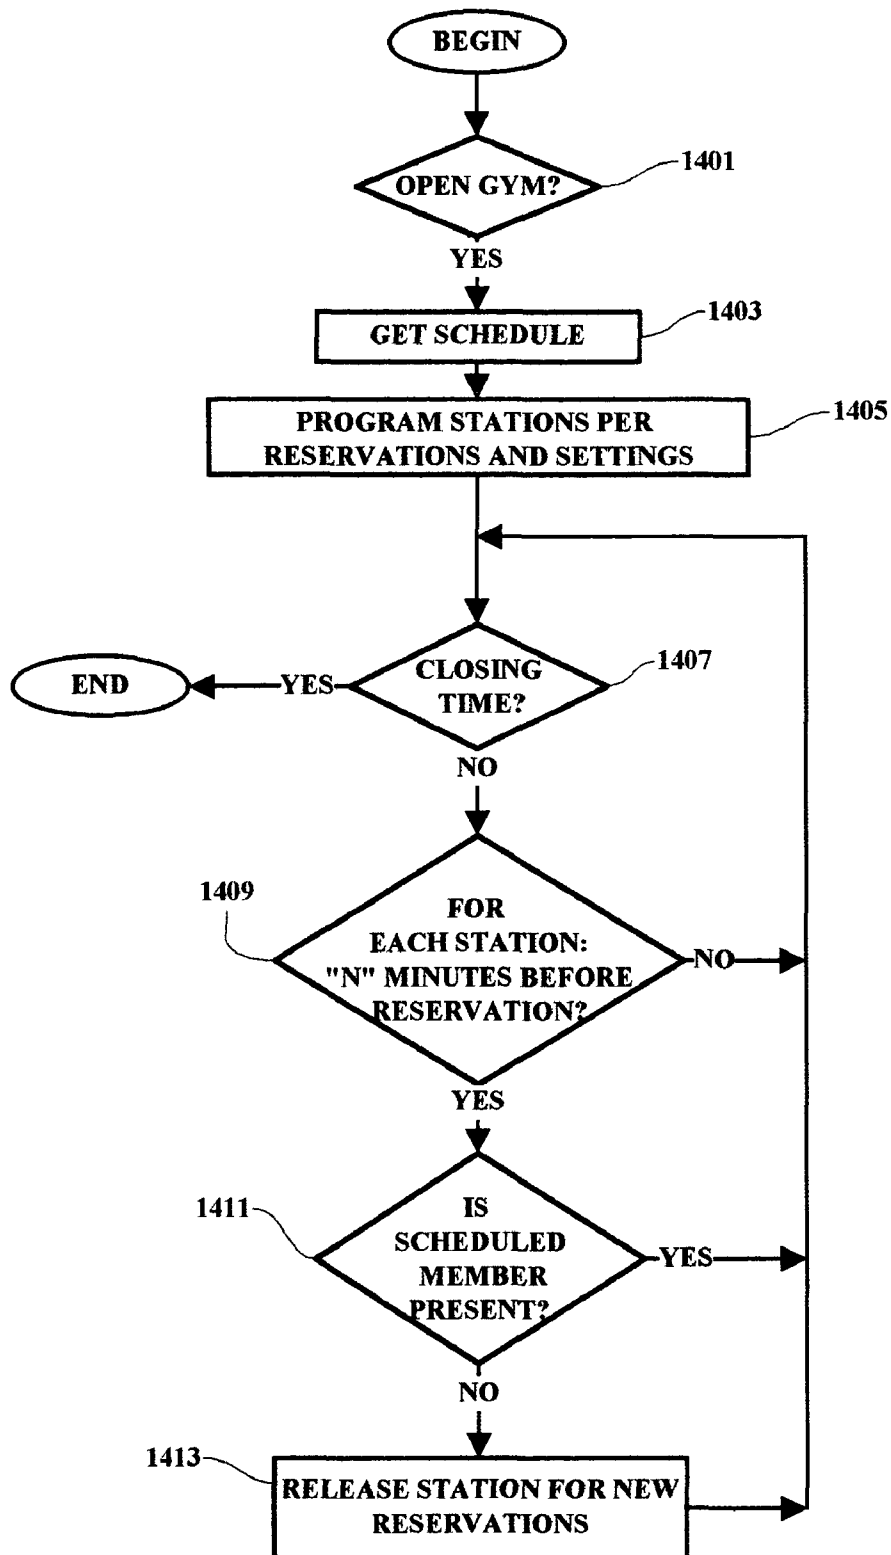 BEGIN
OPEN GYM?
1401
YES
GET SCHEDULE
1403
PROGRAM STATIONS PER
RESERVATIONS AND SETTINGS
1405
CLOSING
TIME?
1407
YES
END
NO
1409
FOR
EACH STATION:
"N" MINUTES BEFORE
RESERVATION?
NO
YES
1411
IS
SCHEDULED
MEMBER
PRESENT?
YES
NO
1413
RELEASE STATION FOR NEW
RESERVATIONS